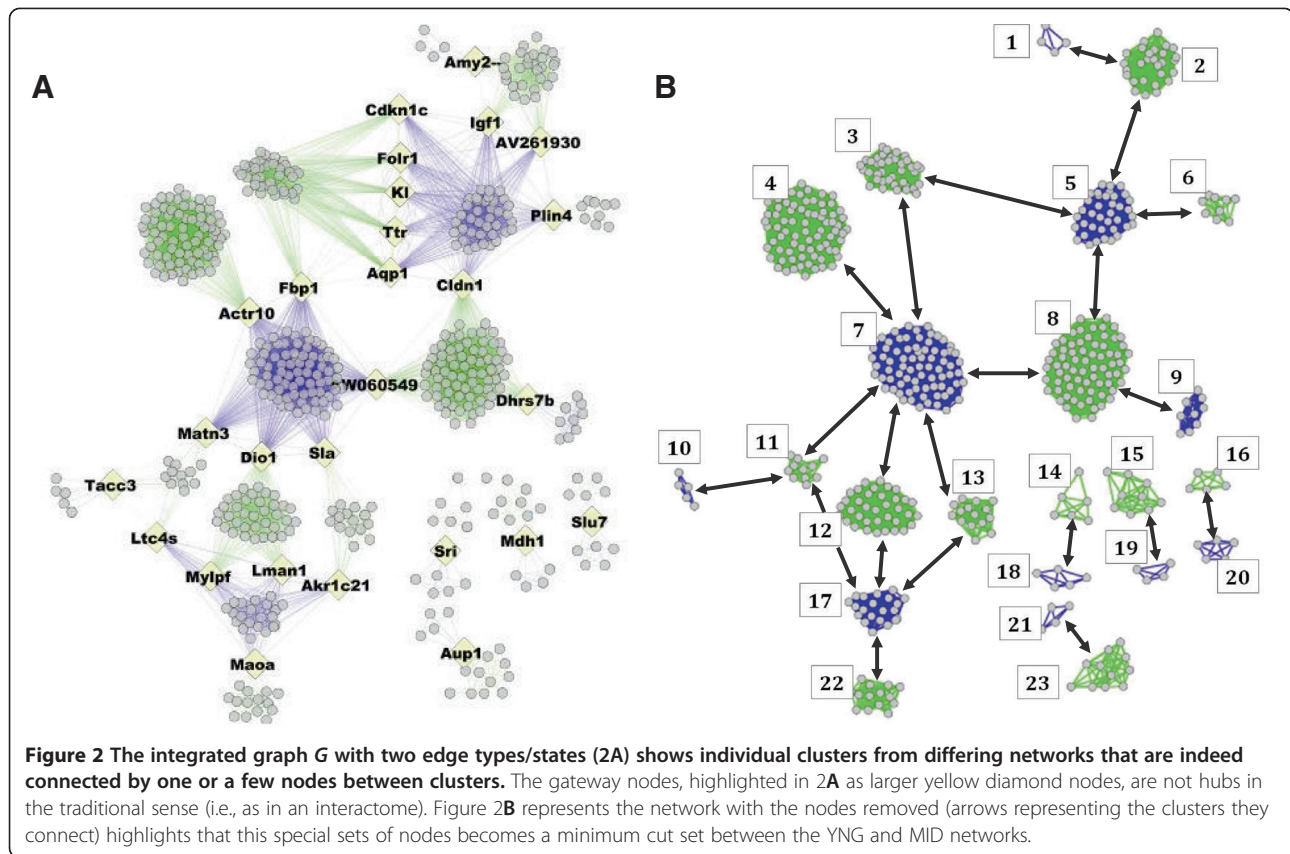 A
Amy2--
Cdkn1c
Igf1
AV261930
Folr1
Kl
Plin4
Ttr
Aqp1
Fbp1
Cldn1
Actr10
~W060549
Dhrs7b
Matn3
Dio1
Sla
Tacc3
Ltc4s
Sri
Mdh1
Slu7
Mylpf
Lman1
Akr1c21
Aup1
Maoa
B
1
2
3
4
5
6
7
8
9
10
11
12
13
14
15
16
17
18
19
20
21
22
23
Figure 2 The integrated graph G with two edge types/states (2A) shows individual clusters from differing networks that are indeed
connected by one or a few nodes between clusters. The gateway nodes, highlighted in 2A as larger yellow diamond nodes, are not hubs in
the traditional sense (i.e., as in an interactome). Figure 2B represents the network with the nodes removed (arrows representing the clusters they
connect) highlights that this special sets of nodes becomes a minimum cut set between the YNG and MID networks.